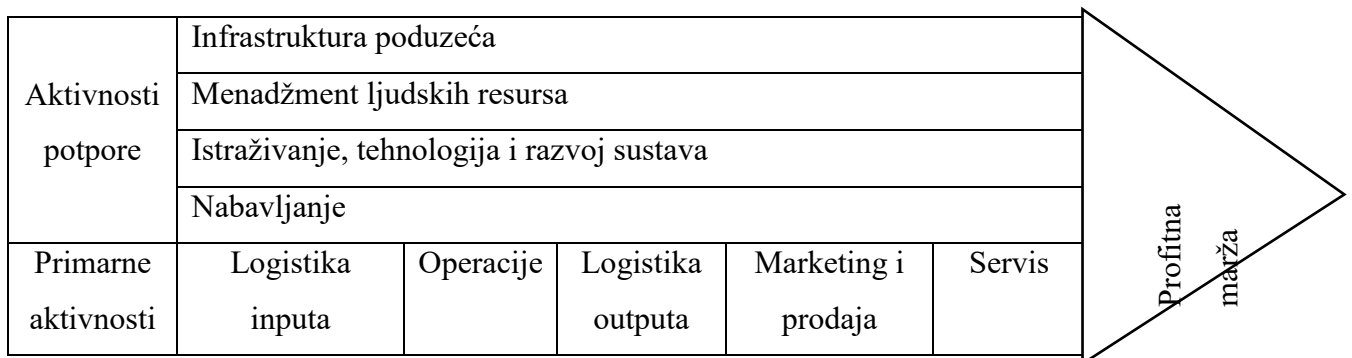 Aktivnosti
potpore
Infrastruktura poduzeća
Menadžment ljudskih resursa
Istraživanje, tehnologija i razvoj sustava
Nabavljanje
Primarne
aktivnosti
Logistika
inputa
Operacije
Logistika
outputa
Marketing i
prodaja
Servis
Profitna
marža